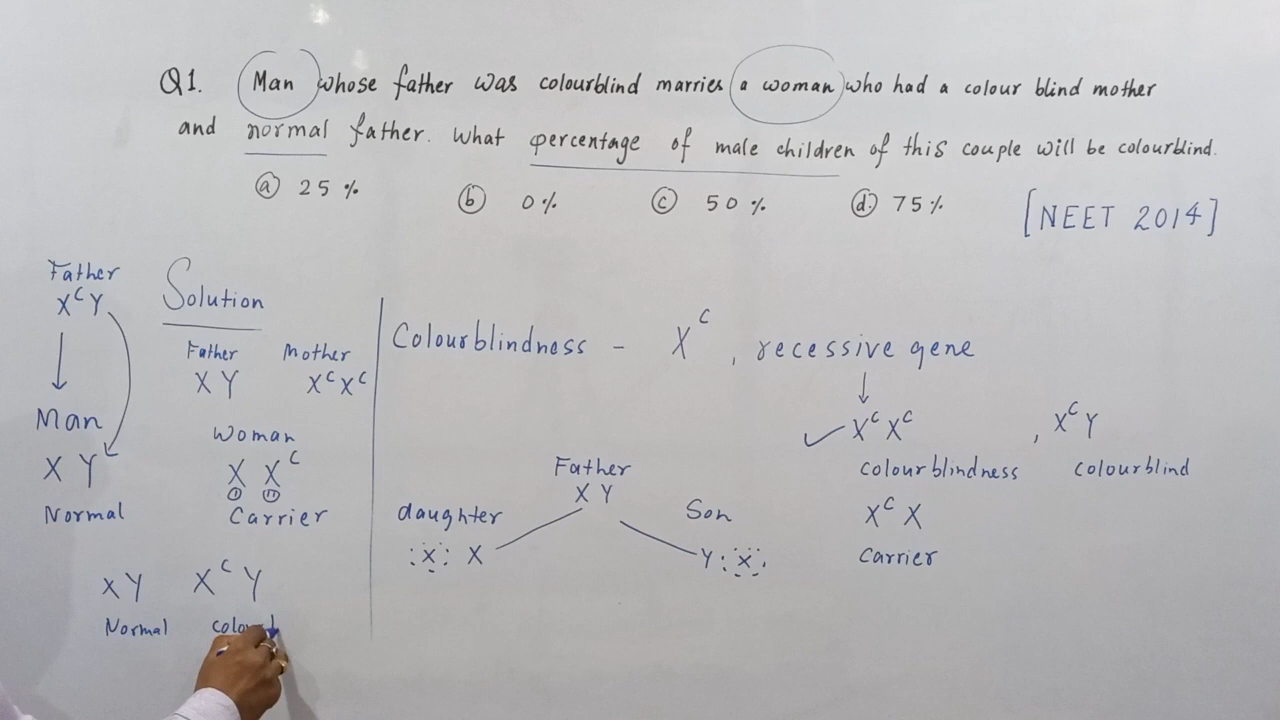 Q1. Man whose father was colourblind marries a woman who had a colour blind mother
and normal father. What percentage of male children of this couple will be colourblind.
(a) 25 % (b) 0 % (c) 50 % (d) 75 %
[NEET 2014]
Father
X^C Y
Man
X Y
Normal
Solution
Father Mother
X Y X^C X^C
Woman
X X^C
(i) (ii)
Carrier
X Y X^C Y
Normal
Colourblindness - X^C, recessive gene
X^C X^C , X^C Y
colourblindness colourblind
X^C X
Carrier
Father
X Y
daughter Son
X X Y X